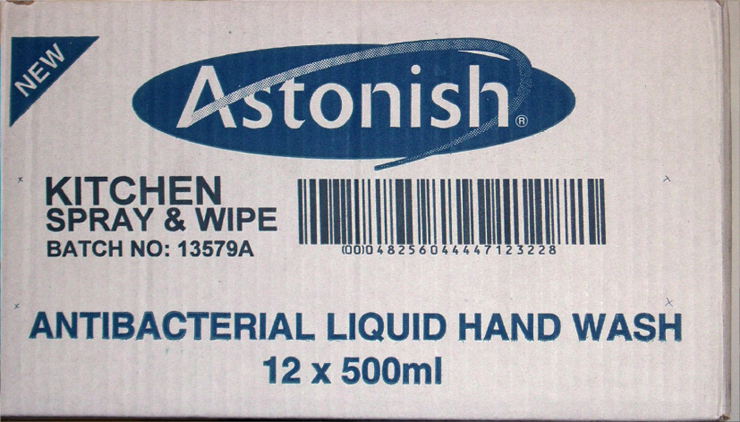 NEW
Astonish®
KITCHEN
SPRAY & WIPE
BATCH NO: 13579A
(00)048256044447123228
ANTIBACTERIAL LIQUID HAND WASH
12 x 500ml